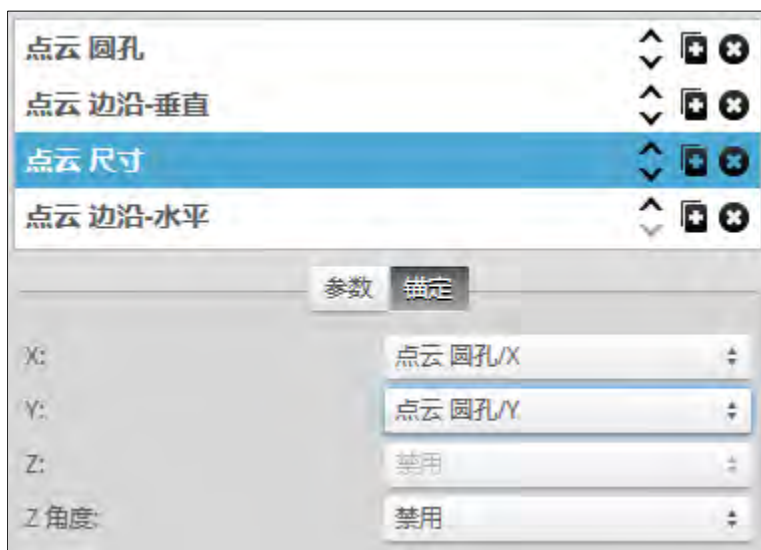 点云 圆孔
点云 边沿-垂直
点云 尺寸
点云 边沿-水平
参数 锚定
X: 点云 圆孔/X
Y: 点云 圆孔/Y
Z: 禁用
Z 角度: 禁用